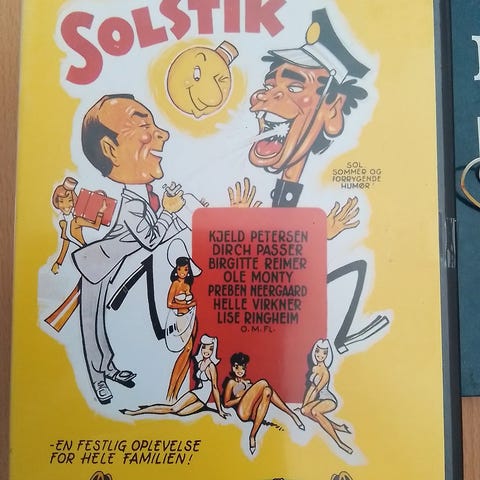 SOLSTIK
SOL
SOMMER OG
FORRYGENDE
HUMØR!
KJELD PETERSEN
DIRCH PASSER
BIRGITTE REIMER
OLE MONTY
PREBEN NEERGAARD
HELLE VIRKNER
LISE RINGHEIM
O.M.FL.
-EN FESTLIG OPLEVELSE
FOR HELE FAMILIEN!